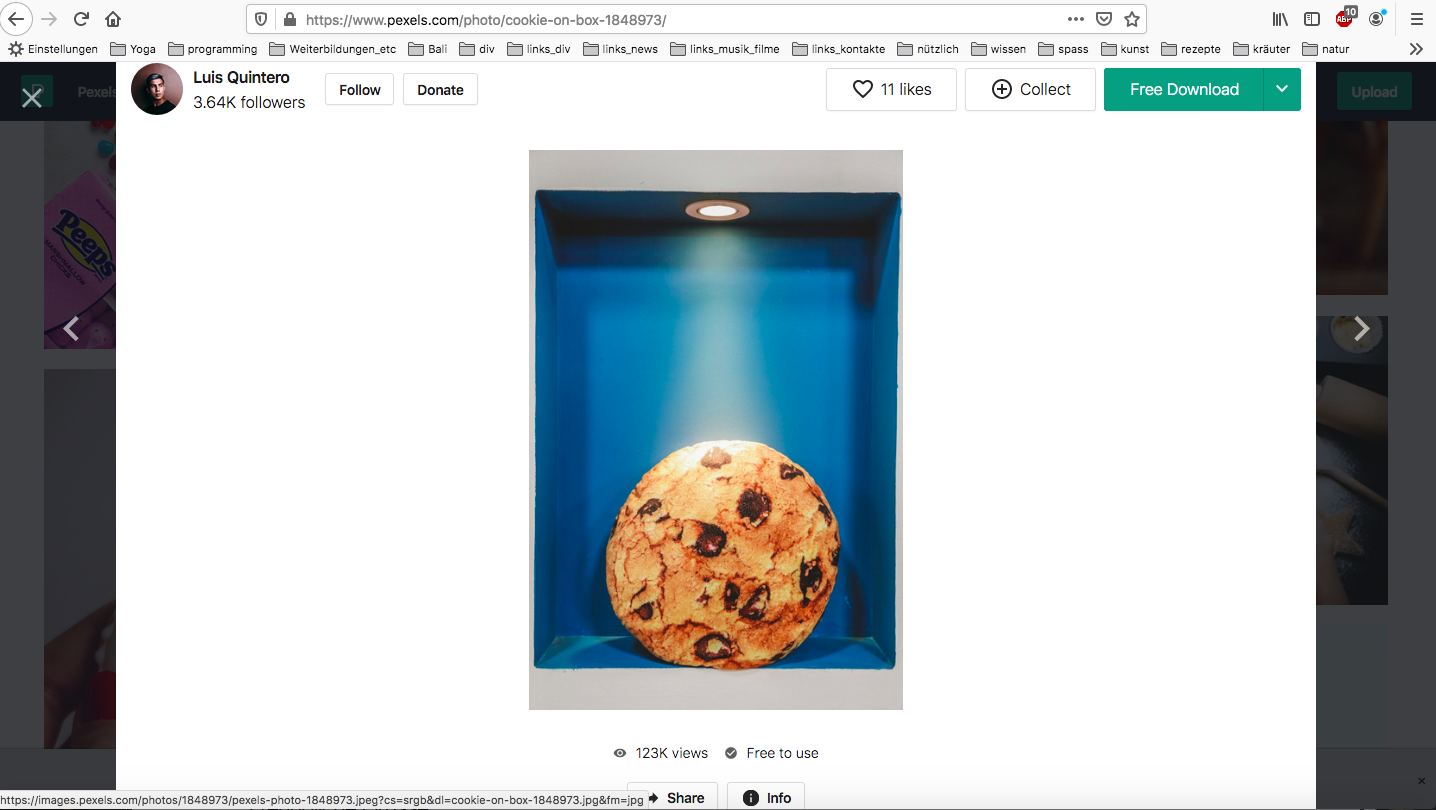 https://www.pexels.com/photo/cookie-on-box-1848973/
10
Einstellungen Yoga programming Weiterbildungen_etc Bali div links_div links_news links_musik_filme links_kontakte nützlich wissen spass kunst rezepte kräuter natur
Pexels
Luis Quintero
3.64K followers
Follow
Donate
11 likes
Collect
Free Download
Upload
Peeps
MARSHMALLOW
CHICKS
123K views
Free to use
Share
Info
https://images.pexels.com/photos/1848973/pexels-photo-1848973.jpeg?cs=srgb&dl=cookie-on-box-1848973.jpg&fm=jpg